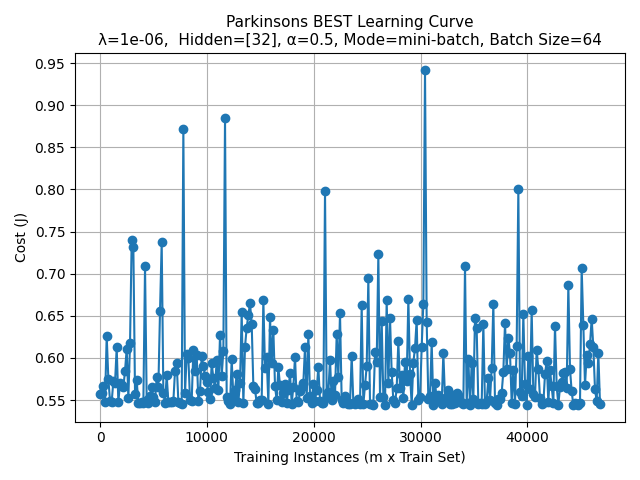 Parkinsons BEST Learning Curve
λ=1e-06,  Hidden=[32], α=0.5, Mode=mini-batch, Batch Size=64
0.95
0.90
0.85
0.80
0.75
0.70
0.65
0.60
0.55
Cost (J)
0 10000 20000 30000 40000
Training Instances (m x Train Set)